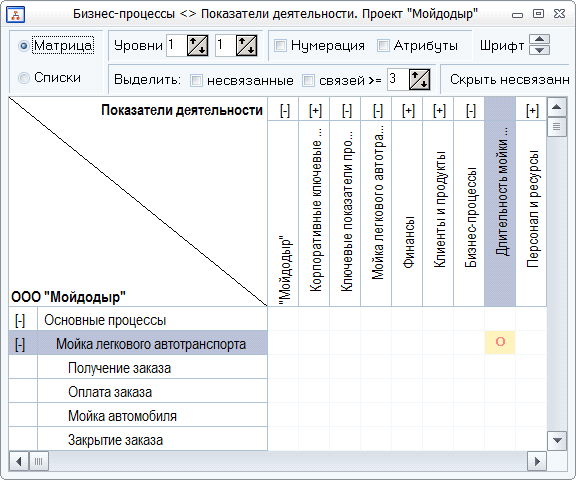 Бизнес-процессы <> Показатели деятельности. Проект "Мойдодыр"
Матрица Уровни 1 1 Нумерация Атрибуты Шрифт
Списки Выделить: несвязанные связей >= 3 Скрыть несвязанн
Показатели деятельности [-] [+] [-] [-] [+] [+] [-] [+]
"Мойдодыр"
Корпоративные ключевые ...
Ключевые показатели про...
Мойка легкового автотра...
Финансы
Клиенты и продукты
Бизнес-процессы
Длительность мойки ...
Персонал и ресурсы
ООО "Мойдодыр"
[-] Основные процессы
[-] Мойка легкового автотранспорта О
Получение заказа
Оплата заказа
Мойка автомобиля
Закрытие заказа